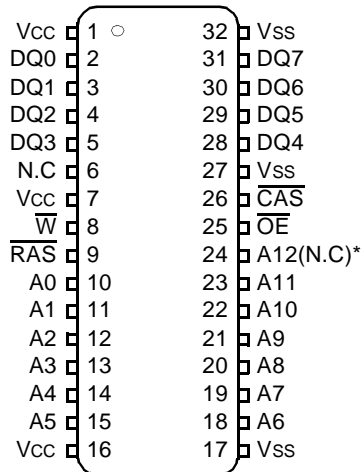 VCC 1 32 VSS
DQ0 2 31 DQ7
DQ1 3 30 DQ6
DQ2 4 29 DQ5
DQ3 5 28 DQ4
N.C 6 27 VSS
VCC 7 26 CAS
W 8 25 OE
RAS 9 24 A12(N.C)*
A0 10 23 A11
A1 11 22 A10
A2 12 21 A9
A3 13 20 A8
A4 14 19 A7
A5 15 18 A6
VCC 16 17 VSS